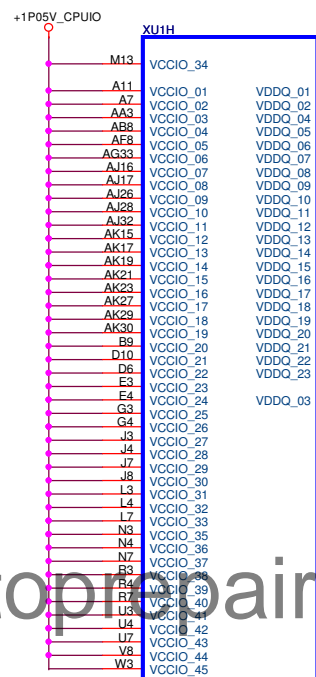 +1P05V_CPUIO
XU1H
M13 VCCIO_34
A11 VCCIO_01 VDDQ_01
A7 VCCIO_02 VDDQ_02
AA3 VCCIO_03 VDDQ_04
AB8 VCCIO_04 VDDQ_05
AF8 VCCIO_05 VDDQ_06
AG33 VCCIO_06 VDDQ_07
AJ16 VCCIO_07 VDDQ_08
AJ17 VCCIO_08 VDDQ_09
AJ26 VCCIO_09 VDDQ_10
AJ28 VCCIO_10 VDDQ_11
AJ32 VCCIO_11 VDDQ_12
AK15 VCCIO_12 VDDQ_13
AK17 VCCIO_13 VDDQ_14
AK19 VCCIO_14 VDDQ_15
AK21 VCCIO_15 VDDQ_16
AK23 VCCIO_16 VDDQ_17
AK27 VCCIO_17 VDDQ_18
AK29 VCCIO_18 VDDQ_19
AK30 VCCIO_19 VDDQ_20
B9 VCCIO_20 VDDQ_21
D10 VCCIO_21 VDDQ_22
D6 VCCIO_22 VDDQ_23
E3 VCCIO_23
E4 VCCIO_24 VDDQ_03
G3 VCCIO_25
G4 VCCIO_26
J3 VCCIO_27
J4 VCCIO_28
J7 VCCIO_29
J8 VCCIO_30
L3 VCCIO_31
L4 VCCIO_32
L7 VCCIO_33
N3 VCCIO_35
N4 VCCIO_36
N7 VCCIO_37
R3 VCCIO_38
R4 VCCIO_39
R7 VCCIO_40
U3 VCCIO_41
U4 VCCIO_42
U7 VCCIO_43
V8 VCCIO_44
W3 VCCIO_45
toprepair